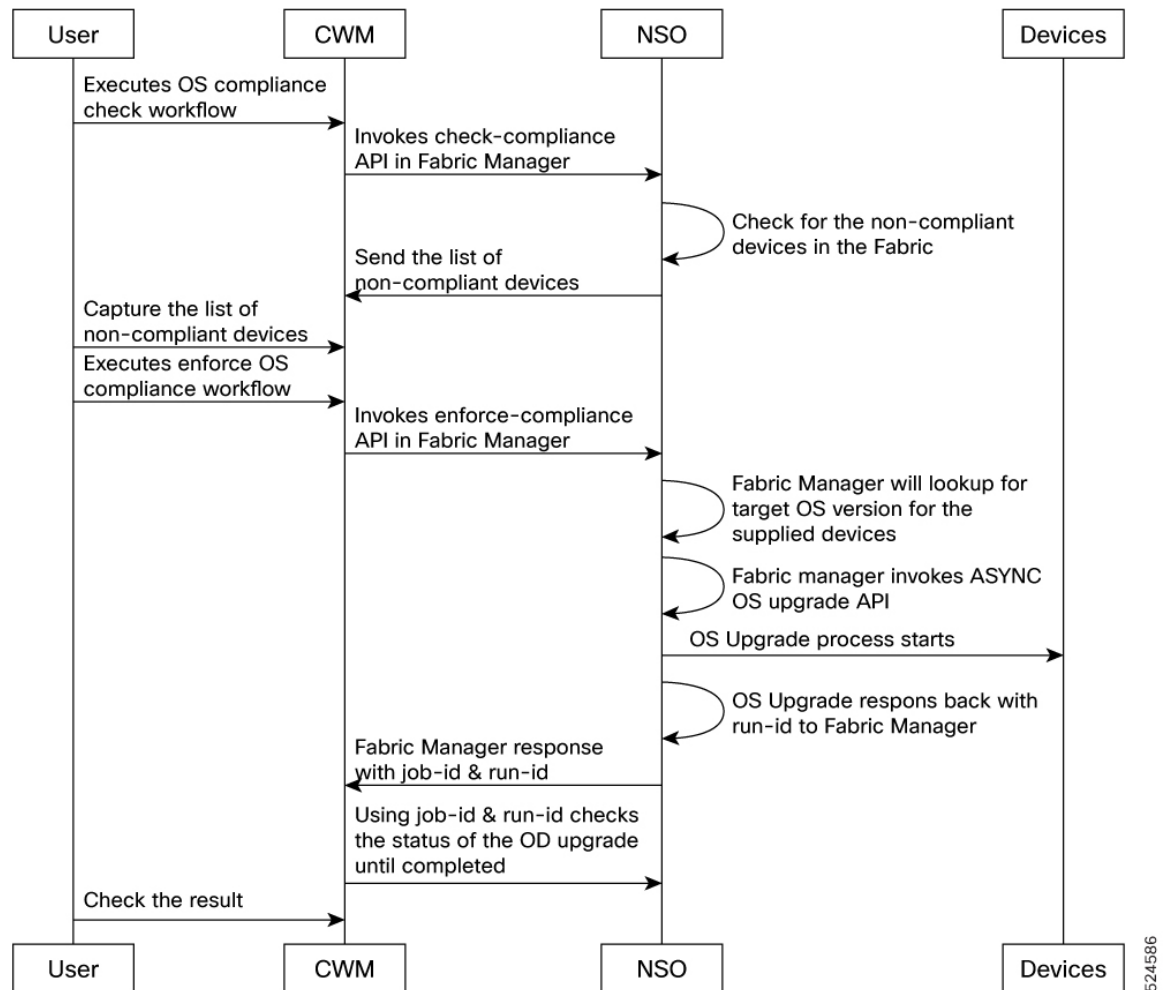 User
CWM
NSO
Devices
Executes OS compliance
check workflow
Invokes check-compliance
API in Fabric Manager
Check for the non-compliant
devices in the Fabric
Send the list of
non-compliant devices
Capture the list of
non-compliant devices
Executes enforce OS
compliance workflow
Invokes enforce-compliance
API in Fabric Manager
Fabric Manager will lookup for
target OS version for the
supplied devices
Fabric manager invokes ASYNC
OS upgrade API
OS Upgrade process starts
OS Upgrade respons back with
run-id to Fabric Manager
Fabric Manager response
with job-id & run-id
Using job-id & run-id checks
the status of the OD upgrade
until completed
Check the result
User
CWM
NSO
Devices
524586